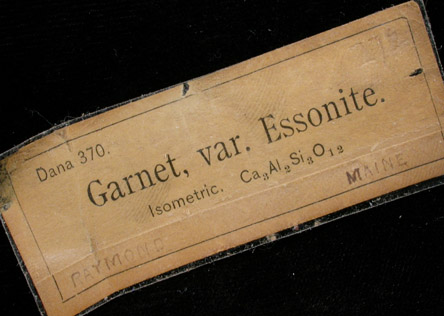 Dana 370.
Garnet, var. Essonite.
Isometric. Ca₃Al₂Si₃O₁₂
RAYMOND MAINE